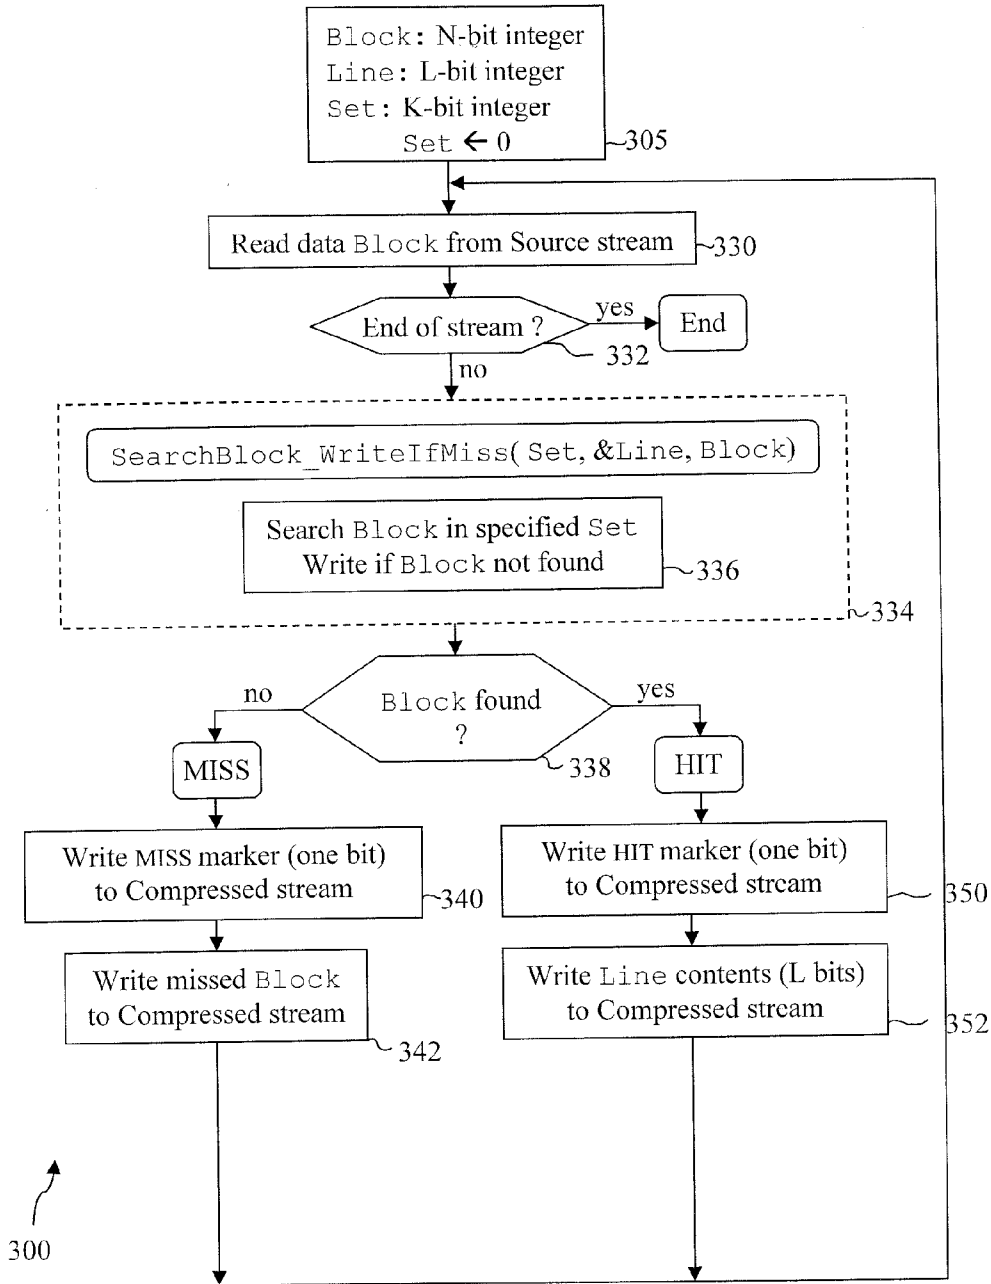 Block: N-bit integer
Line: L-bit integer
Set: K-bit integer
Set ← 0
305
Read data Block from Source stream
330
End of stream ?
yes
End
332
no
SearchBlock_WriteIfMiss( Set, &Line, Block)
Search Block in specified Set
Write if Block not found
336
334
Block found
?
no
yes
338
MISS
HIT
Write MISS marker (one bit)
to Compressed stream
340
Write HIT marker (one bit)
to Compressed stream
350
Write missed Block
to Compressed stream
342
Write Line contents (L bits)
to Compressed stream
352
300